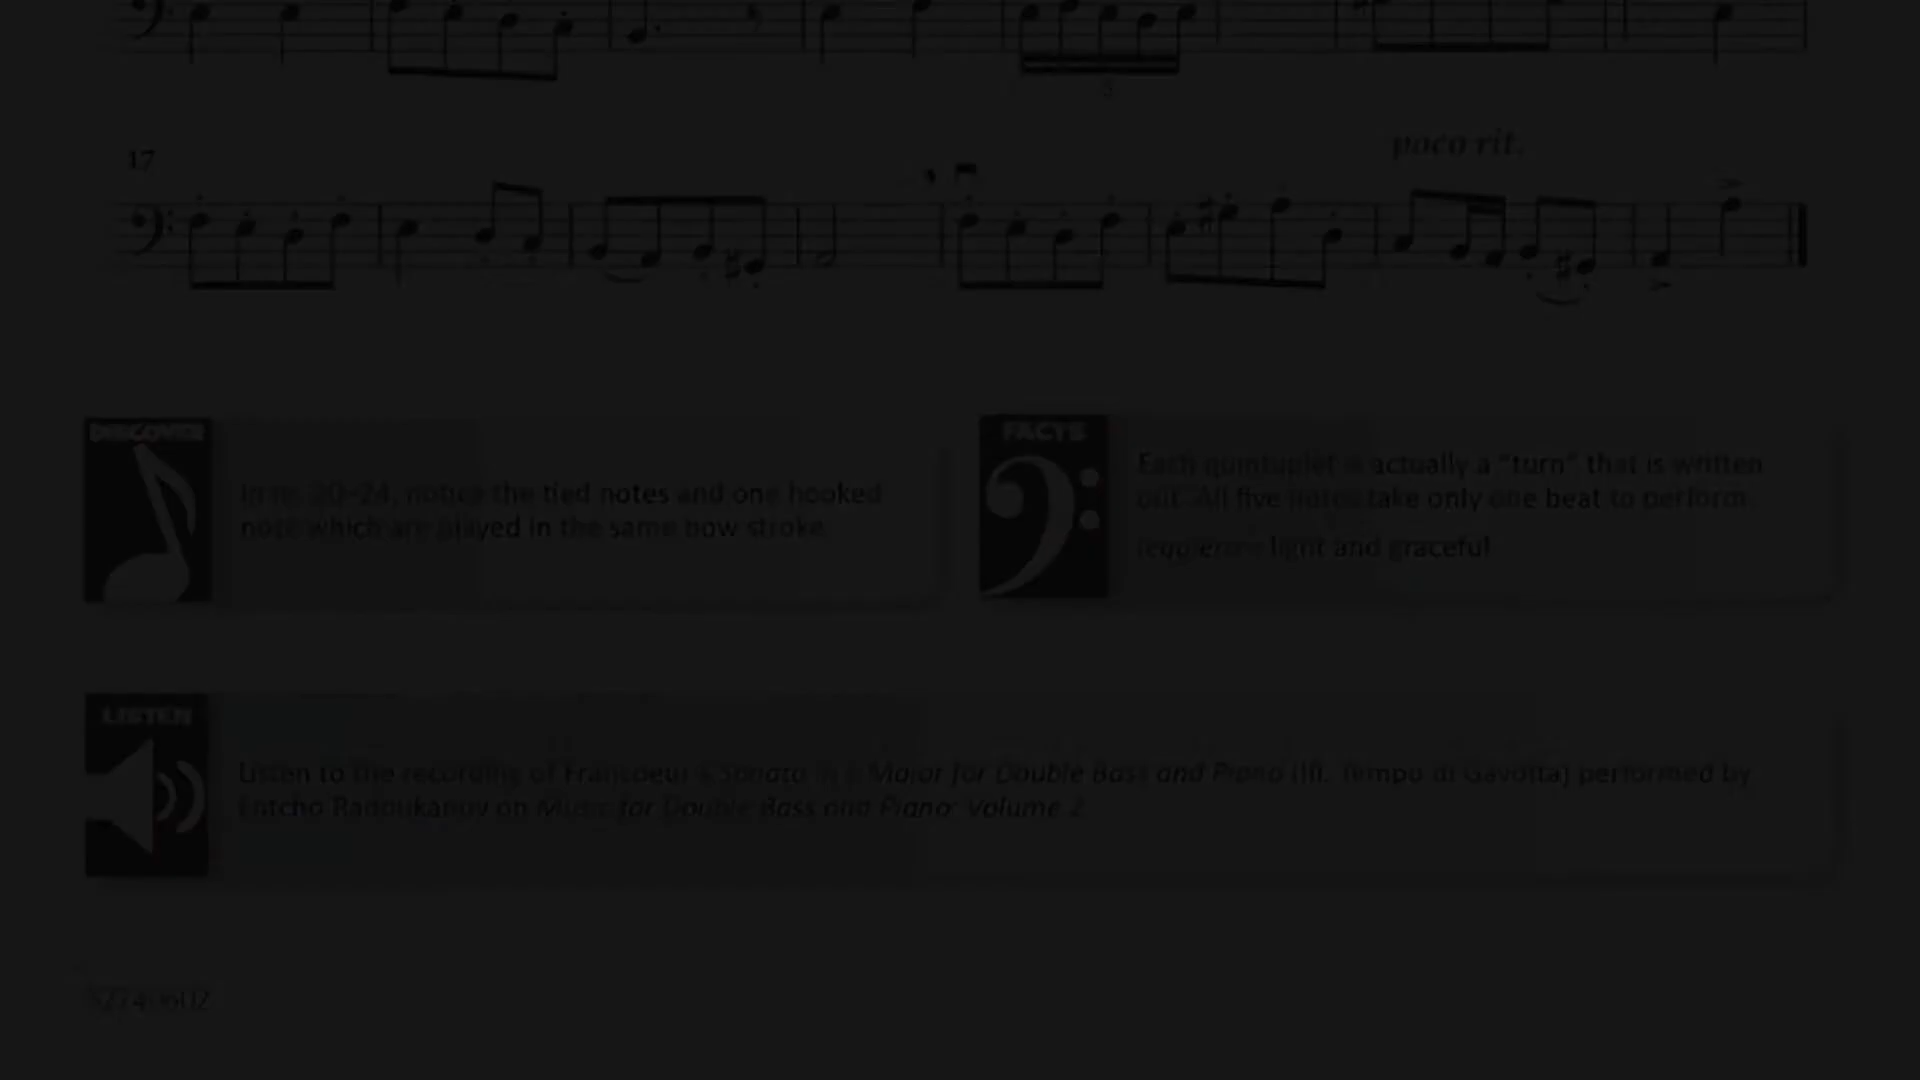 5
17
poco rit.
DISCOVER
In m. 20–24, notice the tied notes and one hooked
note which are played in the same bow stroke.
FACTS
Each quintuplet is actually a “turn” that is written
out. All five notes take only one beat to perform.
leggiero = light and graceful
LISTEN
Listen to the recording of Francoeur's Sonata in E Major for Double Bass and Piano (III. Tempo di Gavotta) performed by
Entcho Radoukanov on Music for Double Bass and Piano: Volume 2